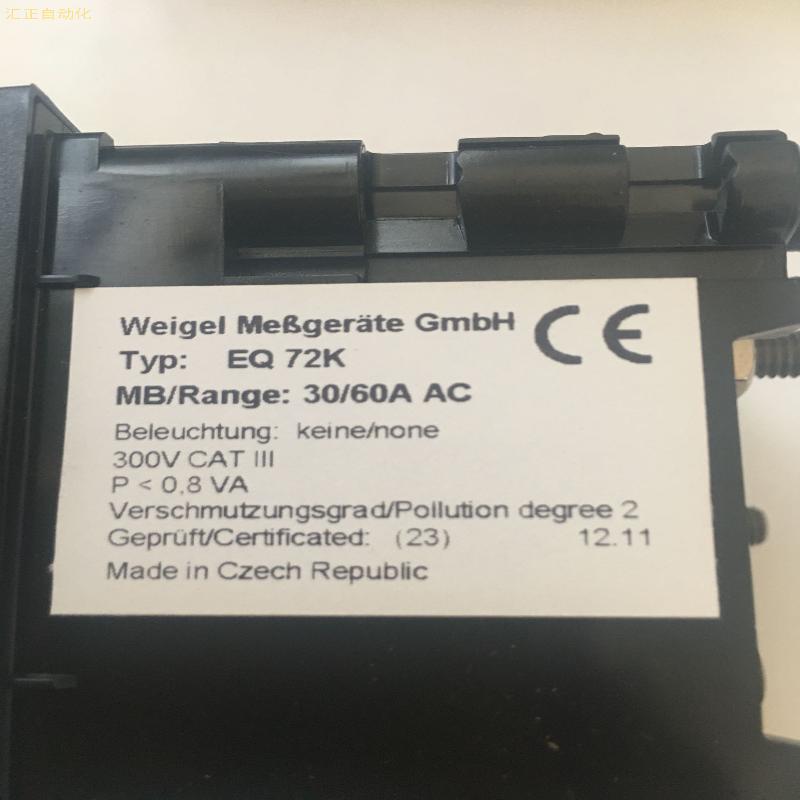 汇正自动化
Weigel Meßgeräte GmbH CE
Typ: EQ 72K
MB/Range: 30/60A AC
Beleuchtung: keine/none
300V CAT III
P < 0,8 VA
Verschmutzungsgrad/Pollution degree 2
Geprüft/Certificated: (23) 12.11
Made in Czech Republic